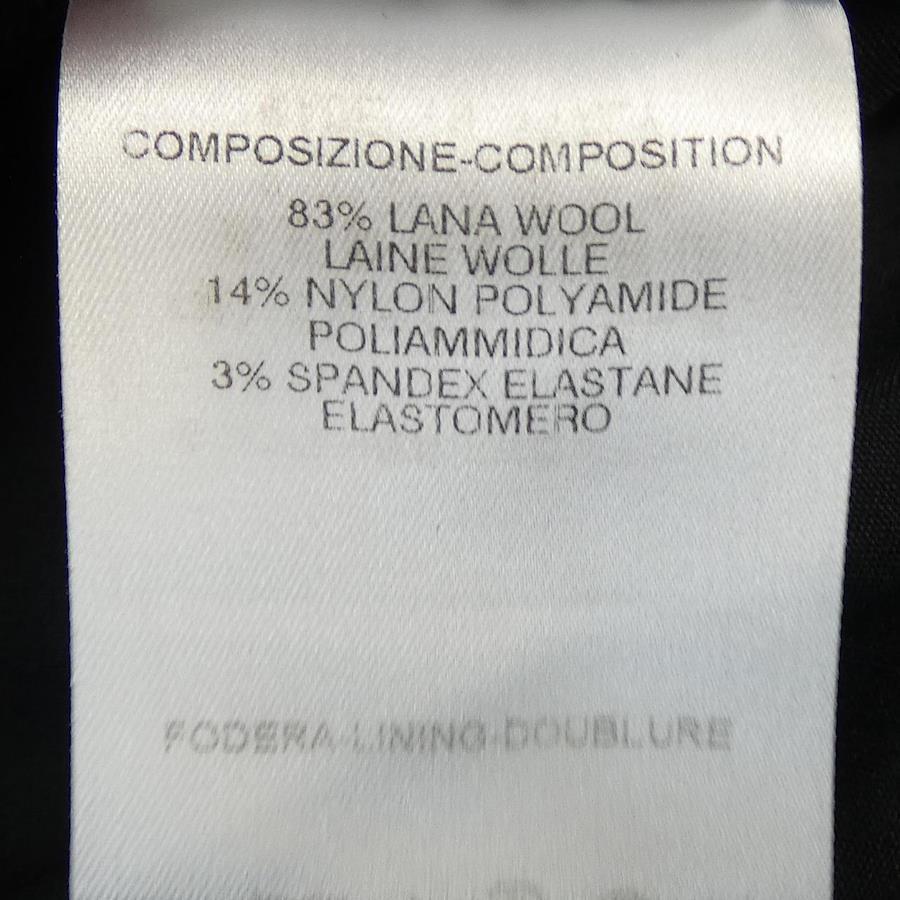 COMPOSIZIONE-COMPOSITION
83% LANA WOOL
LAINE WOLLE
14% NYLON POLYAMIDE
POLIAMMIDICA
3% SPANDEX ELASTANE
ELASTOMERO
FODERA-LINING-DOUBLURE